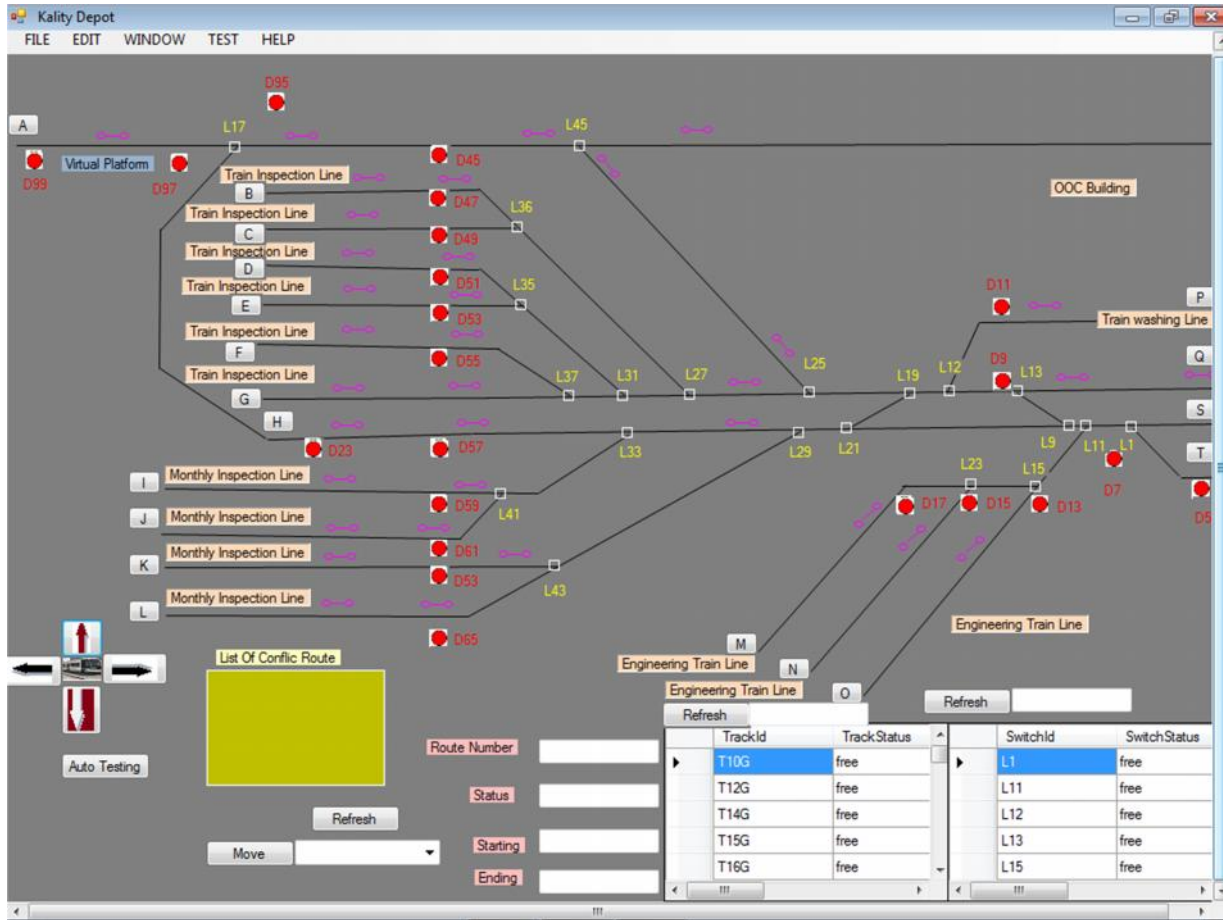 Kality Depot
FILE EDIT WINDOW TEST HELP
D95
A
L17
L45
D99
Virtual Platform
D97
D45
Train Inspection Line
B
D47
OOC Building
Train Inspection Line
L36
C
D49
Train Inspection Line
D
D51
Train Inspection Line
L35
E
D53
D11
P
Train washing Line
Train Inspection Line
F
D55
D9
Q
Train Inspection Line
L37
L31
L27
L25
L19
L12
L13
G
H
S
D23
D57
L33
L29
L21
L9
L11
L1
T
Monthly Inspection Line
I
L23
L15
D7
D59
L41
D17
D15
D13
D5
Monthly Inspection Line
J
D61
Monthly Inspection Line
K
D53
L43
Monthly Inspection Line
L
D65
Engineering Train Line
M
List Of Conflic Route
Engineering Train Line
N
Engineering Train Line
O
Refresh
Refresh
Route Number
TrackId TrackStatus
SwitchId SwitchStatus
Auto Testing
T10G free
L1 free
Status
T12G free
L11 free
Refresh
T14G free
L12 free
Starting
T15G free
L13 free
Move
Ending
T16G free
L15 free